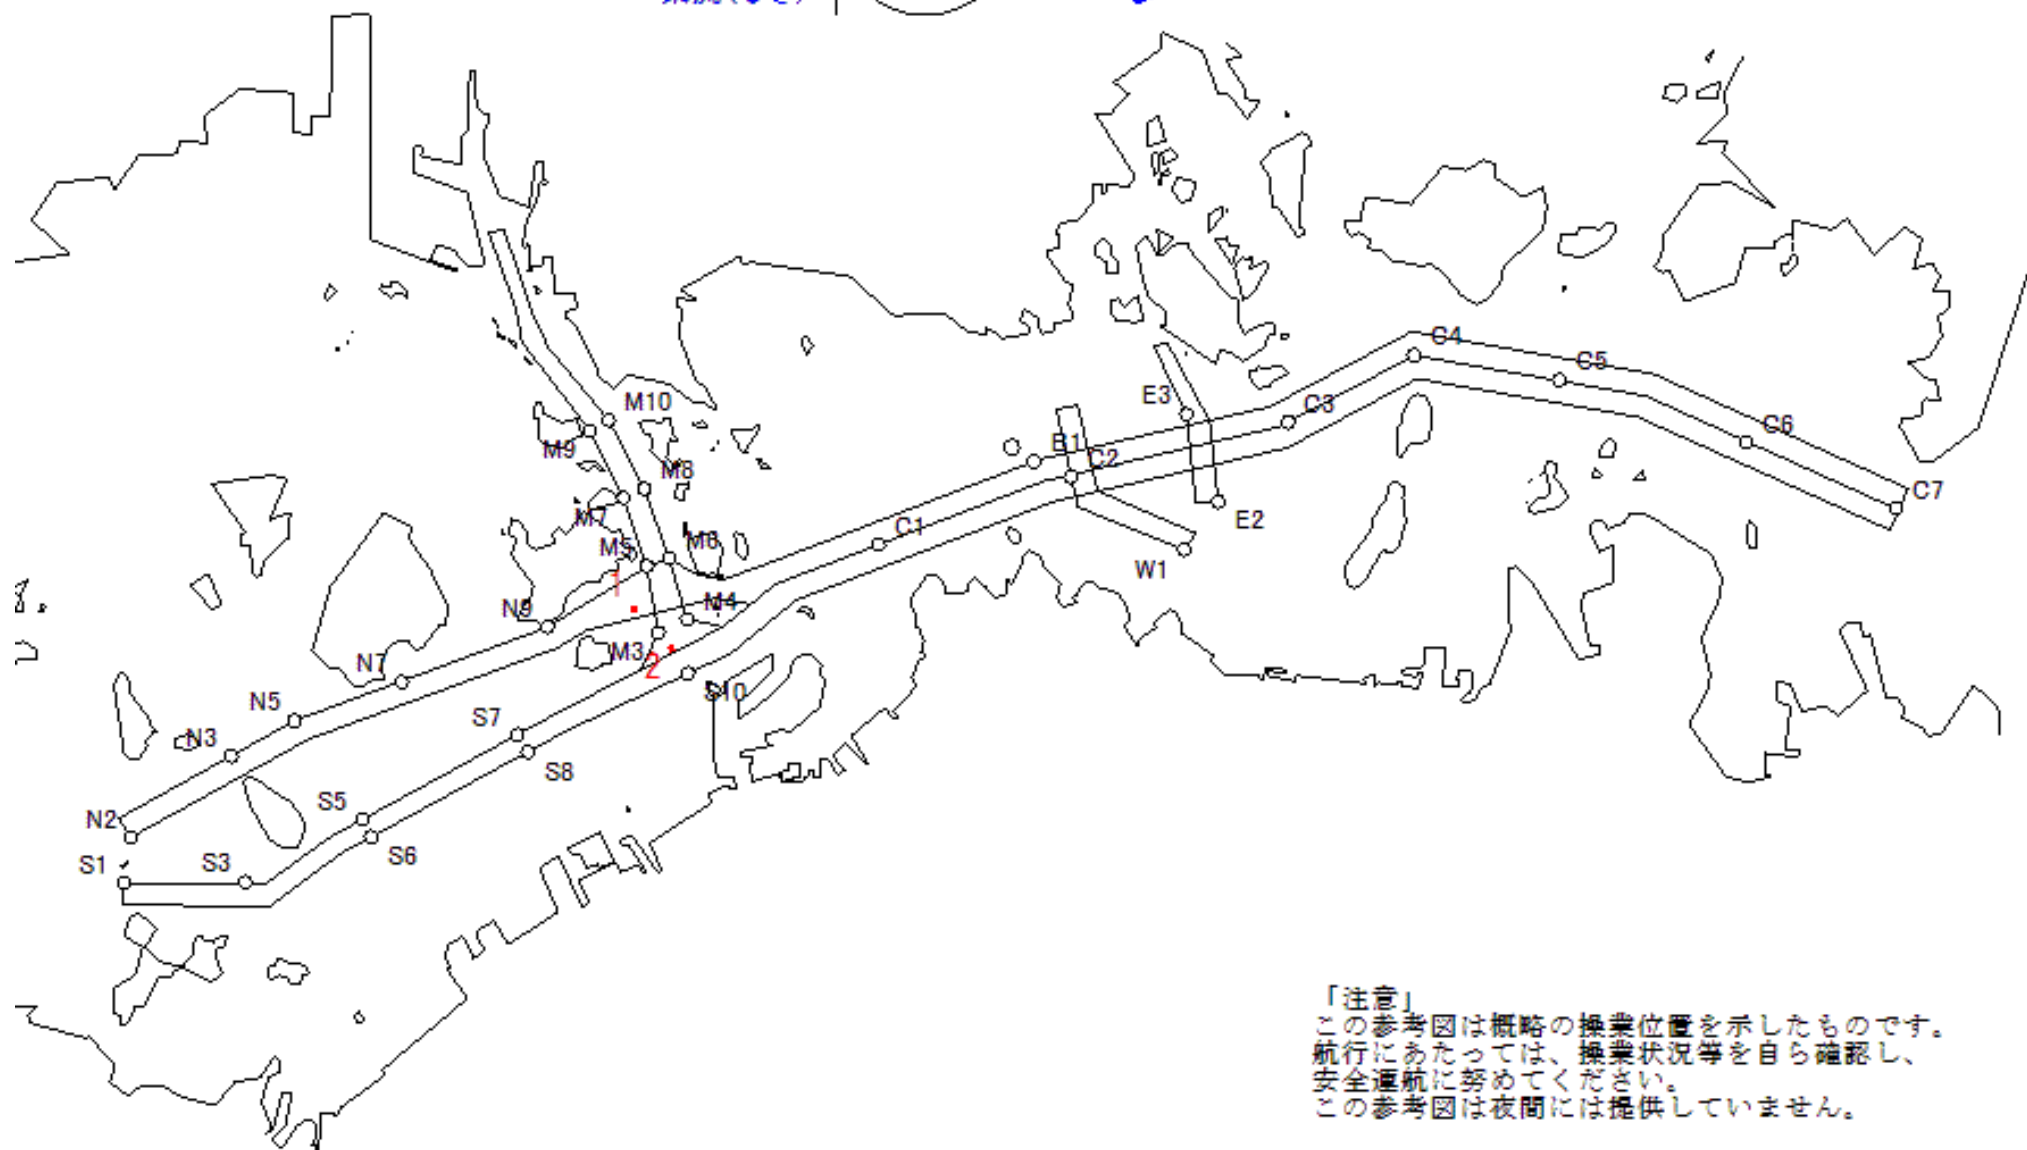 C4
C5
E3
M10
C3
C6
M9
B1
C2
M8
C7
M7
E2
C1
M5
M6
W1
1
N9
M4
M3
2
N7
S10
N5
S7
N3
S8
S5
N2
S6
S1
S3
「注意」
この参考図は概略の操業位置を示したものです。
航行にあたっては、操業状況等を自ら確認し、
安全運航に努めてください。
この参考図は夜間には提供していません。